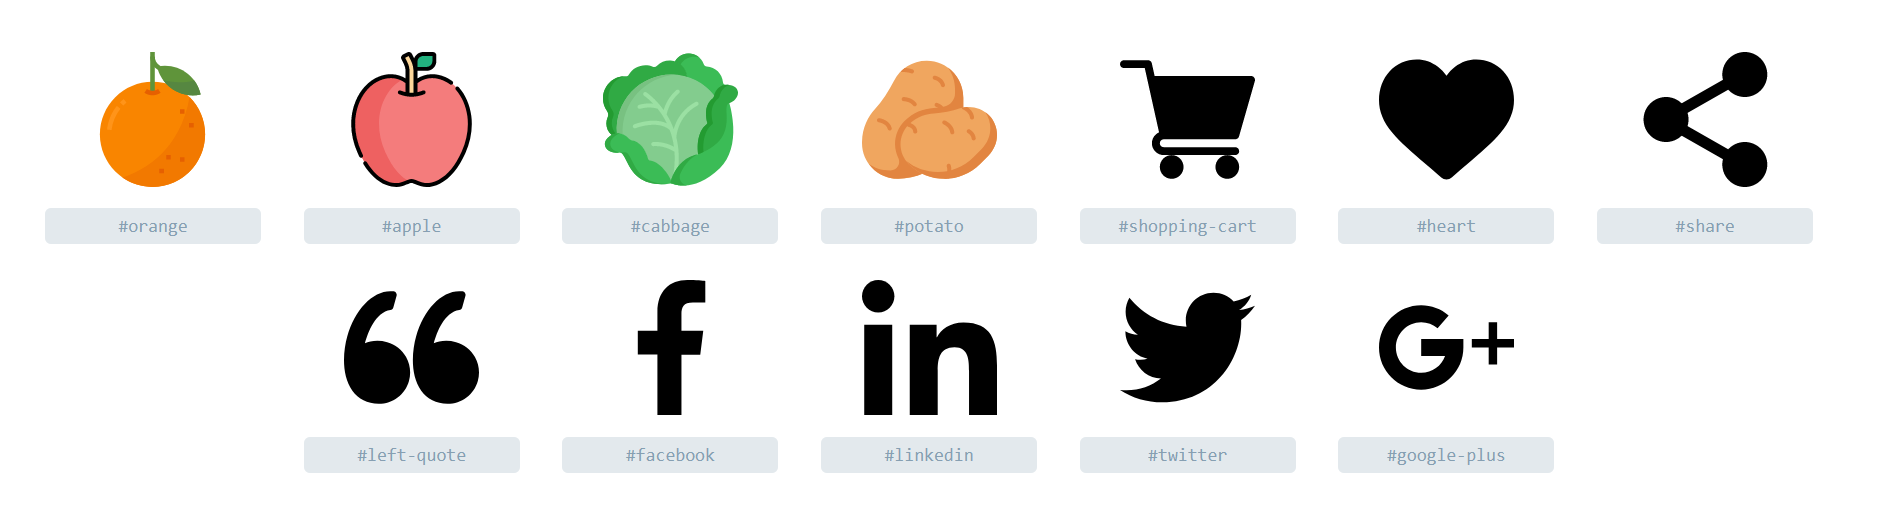 #orange
#apple
#cabbage
#potato
#shopping-cart
#heart
#share
#left-quote
#facebook
#linkedin
#twitter
#google-plus